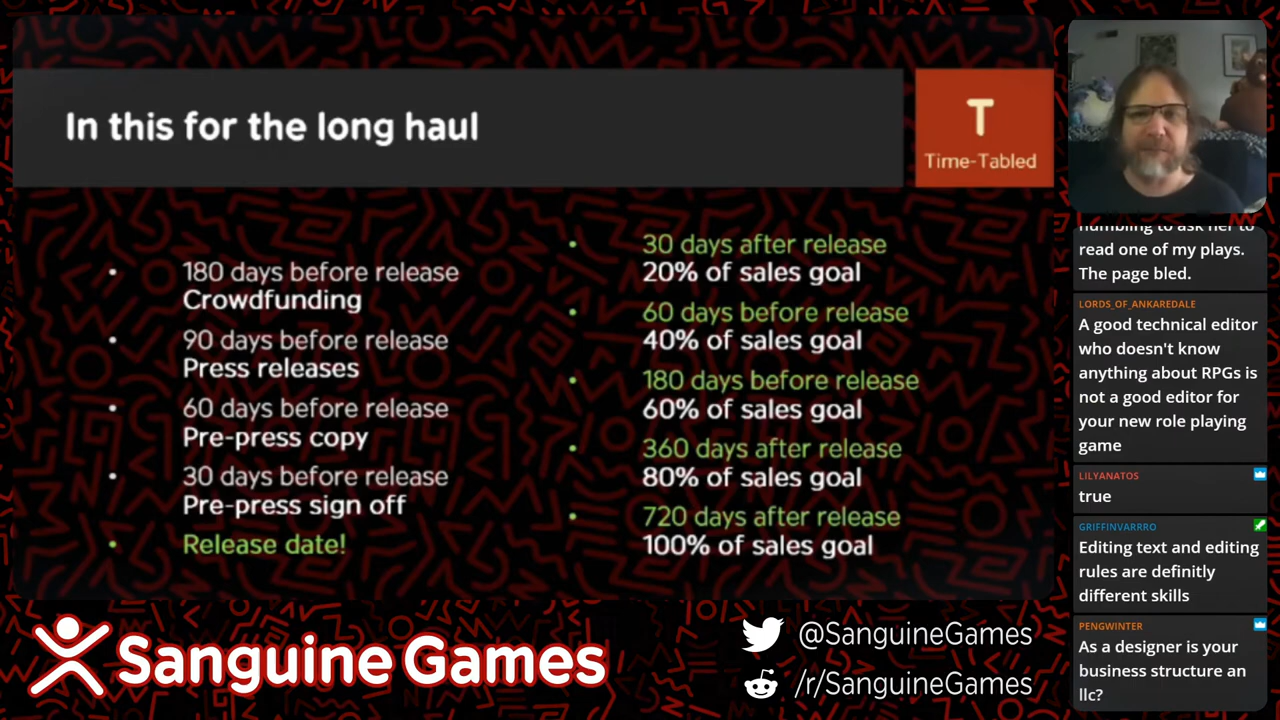 In this for the long haul
T
Time-Tabled
180 days before release
Crowdfunding
90 days before release
Press releases
60 days before release
Pre-press copy
30 days before release
Pre-press sign off
Release date!
30 days after release
20% of sales goal
60 days before release
40% of sales goal
180 days before release
60% of sales goal
360 days after release
80% of sales goal
720 days after release
100% of sales goal
humbling to ask her to
read one of my plays.
The page bled.
LORDS_OF_ANKAREDALE
A good technical editor
who doesn't know
anything about RPGs is
not a good editor for
your new role playing
game
LILYANATOS
true
GRIFFINVARRRO
Editing text and editing
rules are definitly
different skills
PENGWINTER
As a designer is your
business structure an
llc?
Sanguine Games
@SanguineGames
/r/SanguineGames